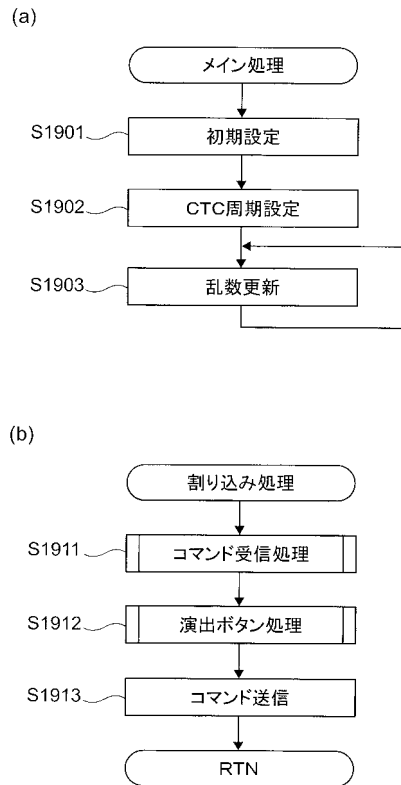 (a)
メイン処理
S1901
初期設定
S1902
CTC周期設定
S1903
乱数更新
(b)
割り込み処理
S1911
コマンド受信処理
S1912
演出ボタン処理
S1913
コマンド送信
RTN